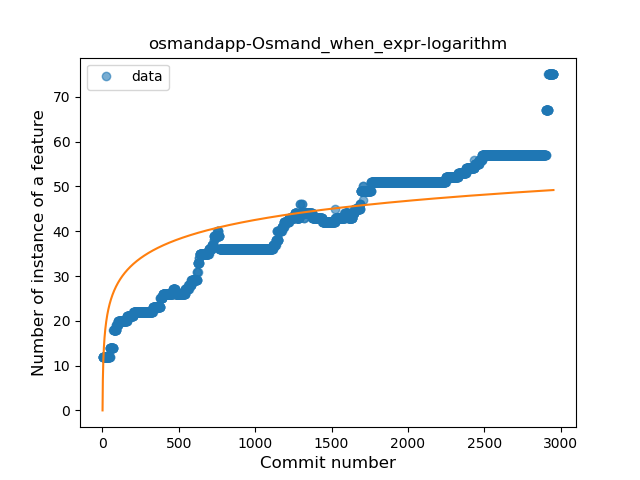 osmandapp-Osmand_when_expr-logarithm
data
Number of instance of a feature
70
60
50
40
30
20
10
0
0 500 1000 1500 2000 2500 3000
Commit number